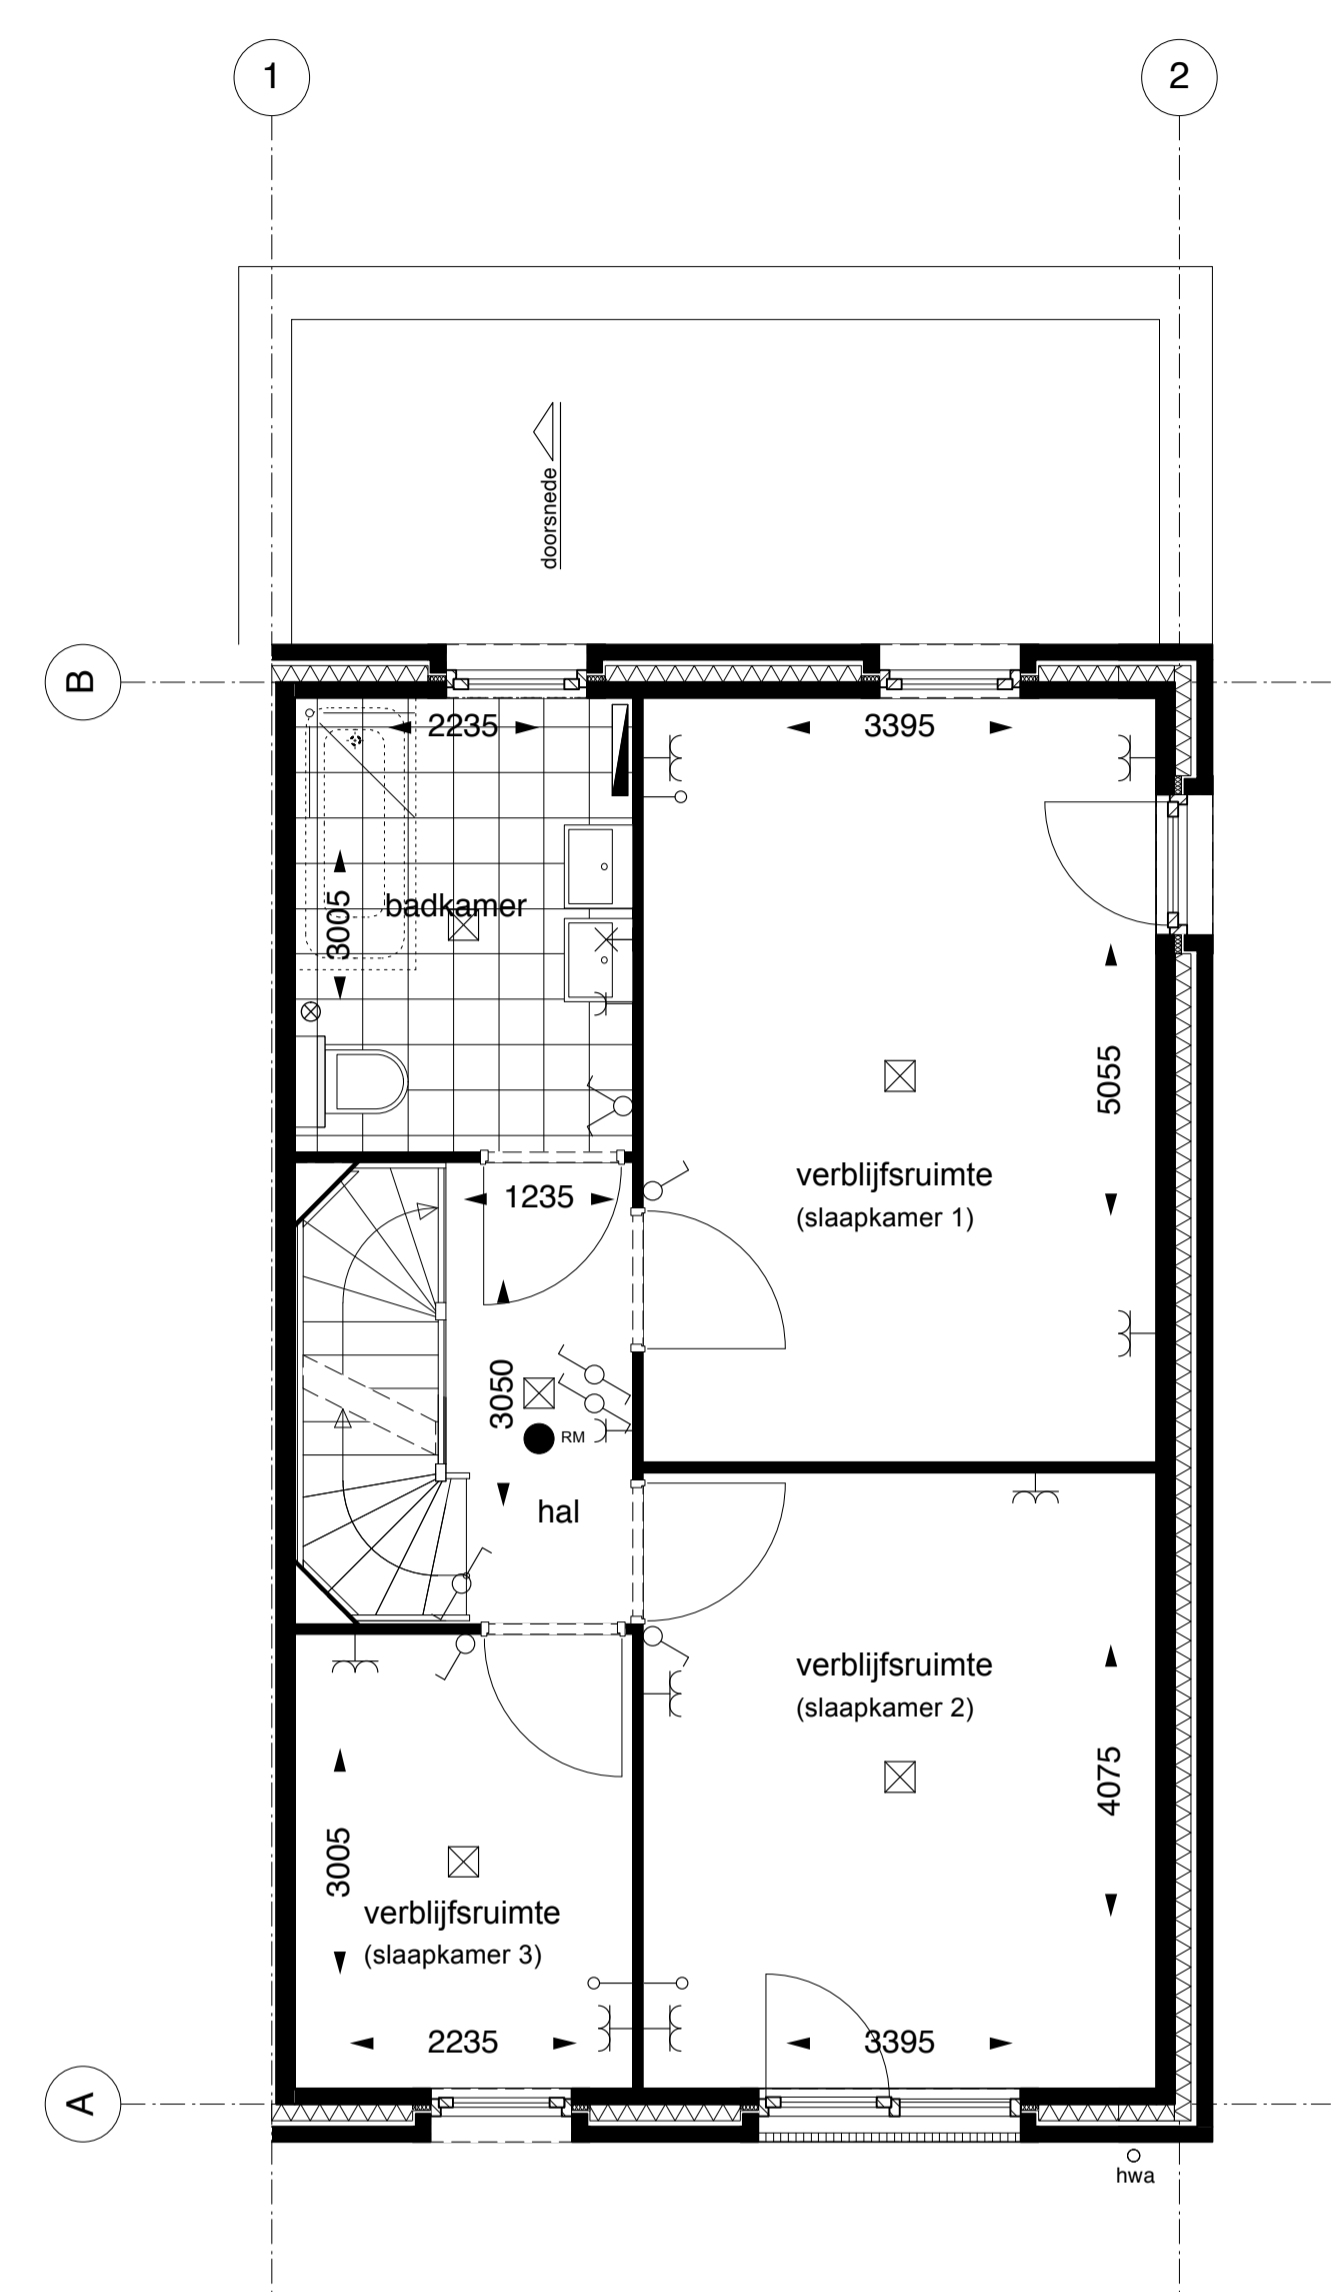 1
2
doorsnede
B
2235
3395
3005
badkamer
5055
verblijfsruimte
(slaapkamer 1)
1235
3050
RM
hal
verblijfsruimte
(slaapkamer 2)
4075
3005
verblijfsruimte
(slaapkamer 3)
2235
3395
A
hwa